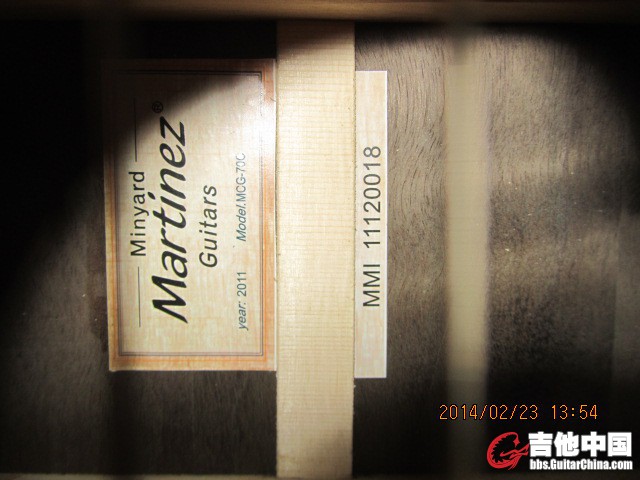 Minyard
Martínez®
Guitars
year: 2011 Model.MCG-70C
MMI 11120018
2014/02/23 13:54
吉他中国
bbs.GuitarChina.com